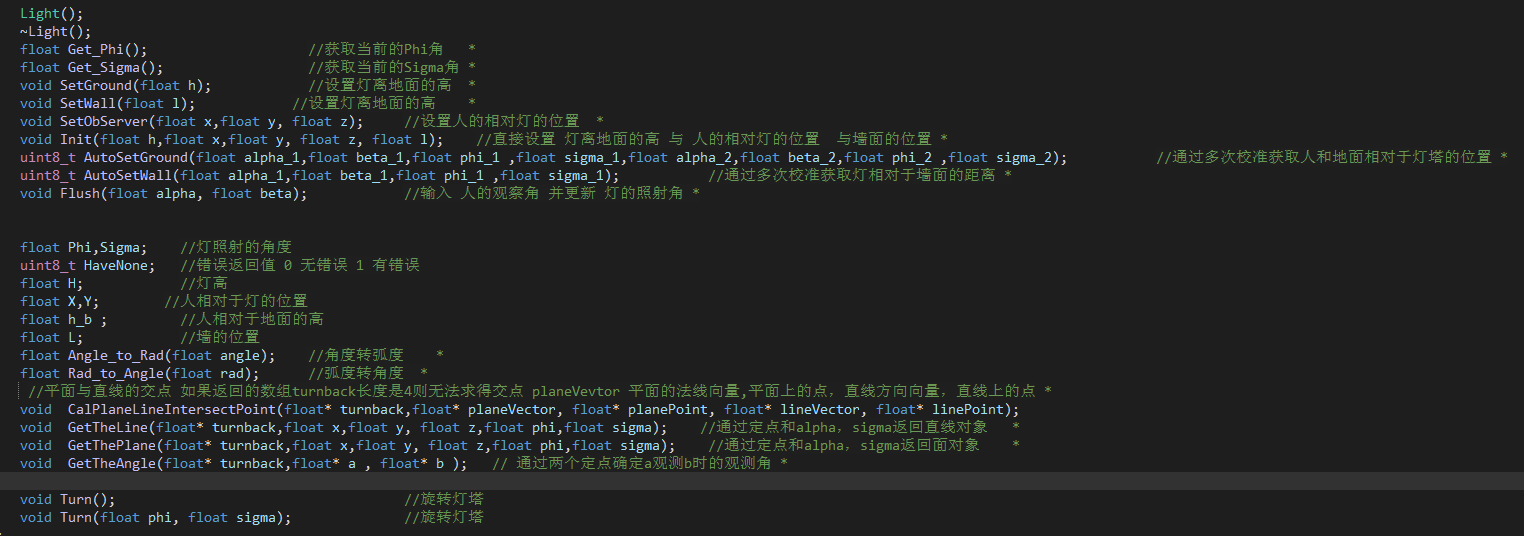 Light();
~Light();
float Get_Phi(); //获取当前的Phi角 *
float Get_Sigma(); //获取当前的Sigma角 *
void SetGround(float h); //设置灯离地面的高 *
void SetWall(float l); //设置灯离地面的高 *
void SetObServer(float x,float y, float z); //设置人的相对灯的位置 *
void Init(float h,float x,float y, float z, float l); //直接设置 灯离地面的高 与 人的相对灯的位置 与墙面的位置 *
uint8_t AutoSetGround(float alpha_1,float beta_1,float phi_1 ,float sigma_1,float alpha_2,float beta_2,float phi_2 ,float sigma_2); //通过多次校准获取人和地面相对于灯塔的位置 *
uint8_t AutoSetWall(float alpha_1,float beta_1,float phi_1 ,float sigma_1); //通过多次校准获取灯相对于墙面的距离 *
void Flush(float alpha, float beta); //输入 人的观察角 并更新 灯的照射角 *
float Phi,Sigma; //灯照射的角度
uint8_t HaveNone; //错误返回值 0 无错误 1 有错误
float H; //灯高
float X,Y; //人相对于灯的位置
float h_b ; //人相对于地面的高
float L; //墙的位置
float Angle_to_Rad(float angle); //角度转弧度 *
float Rad_to_Angle(float rad); //弧度转角度 *
//平面与直线的交点 如果返回的数组turnback长度是4则无法求得交点 planeVevtor 平面的法线向量,平面上的点，直线方向向量，直线上的点 *
void CalPlaneLineIntersectPoint(float* turnback,float* planeVector, float* planePoint, float* lineVector, float* linePoint);
void GetTheLine(float* turnback,float x,float y, float z,float phi,float sigma); //通过定点和alpha，sigma返回直线对象 *
void GetThePlane(float* turnback,float x,float y, float z,float phi,float sigma); //通过定点和alpha，sigma返回面对象 *
void GetTheAngle(float* turnback,float* a , float* b ); // 通过两个定点确定a观测b时的观测角 *
void Turn(); //旋转灯塔
void Turn(float phi, float sigma); //旋转灯塔